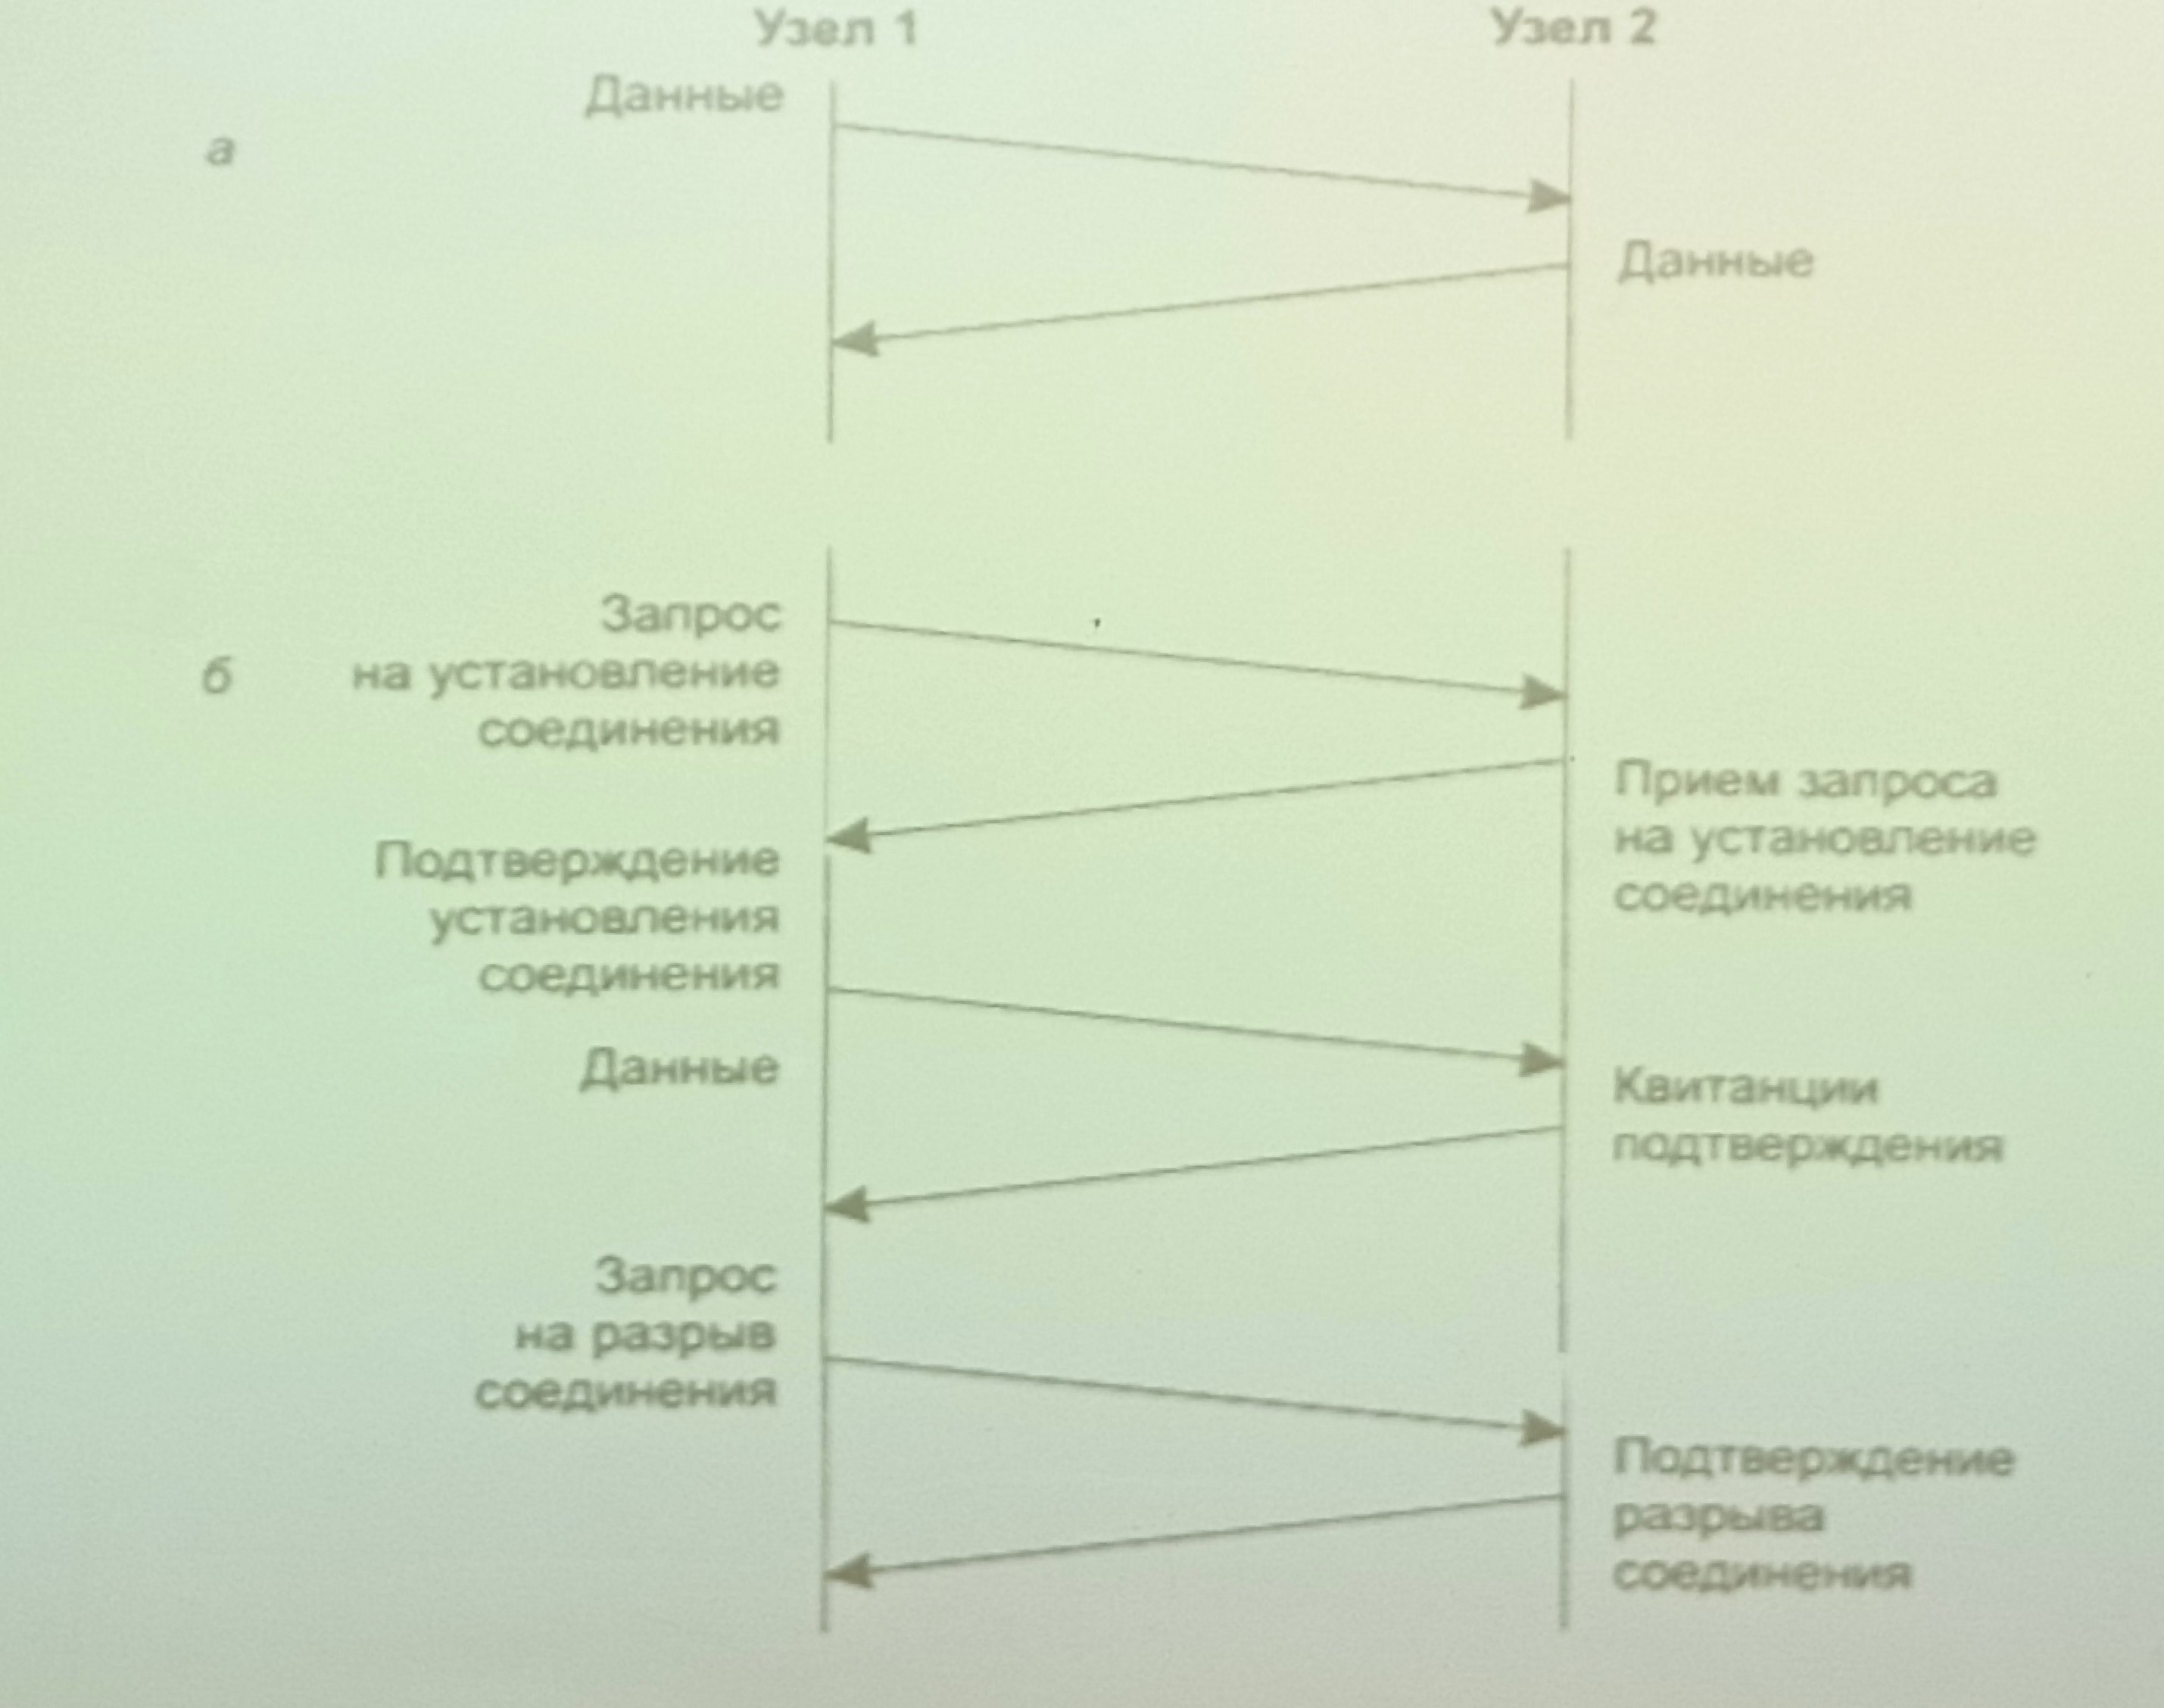 Узел 1
Узел 2
Данные
а
Данные
Запрос
на установление
соединения
б
Прием запроса
на установление
соединения
Подтверждение
установления
соединения
Данные
Квитанции
подтверждения
Запрос
на разрыв
соединения
Подтверждение
разрыва
соединения